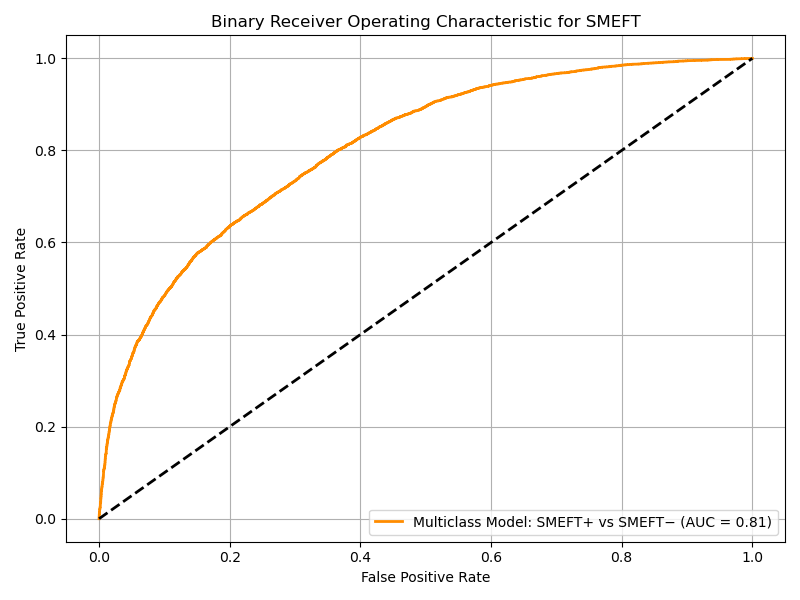 Binary Receiver Operating Characteristic for SMEFT
True Positive Rate
1.0
0.8
0.6
0.4
0.2
0.0
Multiclass Model: SMEFT+ vs SMEFT− (AUC = 0.81)
0.0 0.2 0.4 0.6 0.8 1.0
False Positive Rate